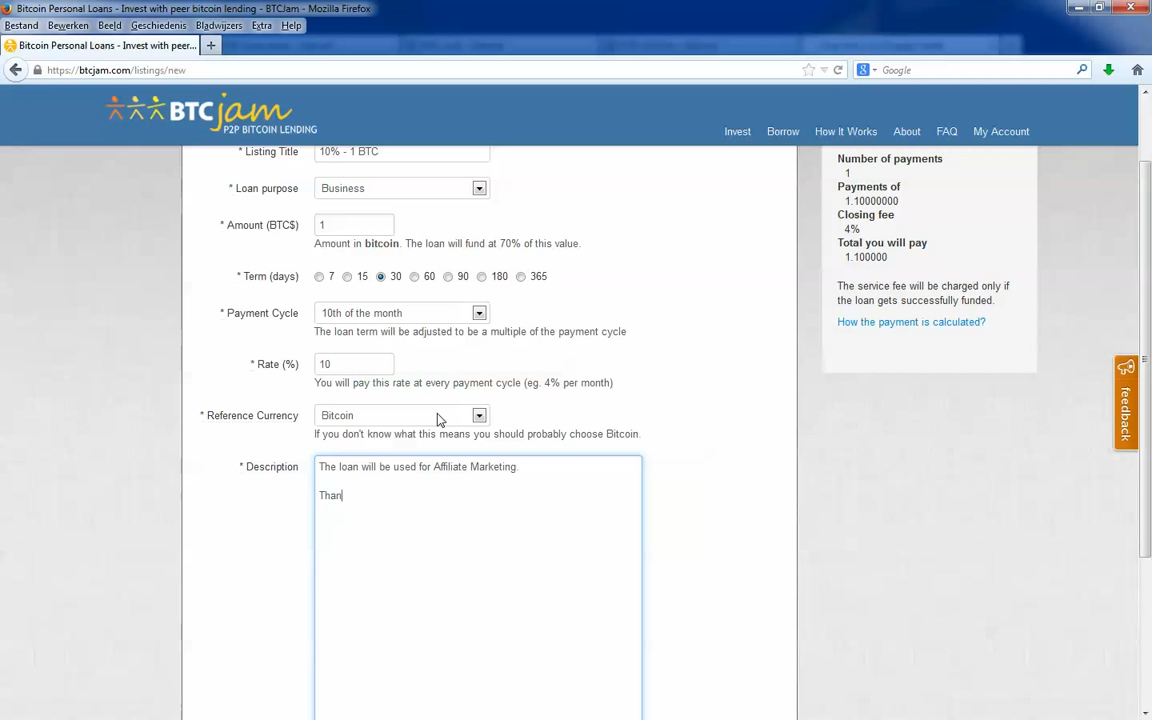 Bitcoin Personal Loans - Invest with peer bitcoin lending - BTCJam - Mozilla Firefox
Bestand Bewerken Beeld Geschiedenis Bladwijzers Extra Help
Bitcoin Personal Loans - Invest with peer... +
https://btcjam.com/listings/new
Google
BTCjam
P2P BITCOIN LENDING
Invest Borrow How It Works About FAQ My Account
* Listing Title 10% - 1 BTC
* Loan purpose Business
* Amount (BTC$) 1
Amount in bitcoin. The loan will fund at 70% of this value.
* Term (days) 7 15 30 60 90 180 365
* Payment Cycle 10th of the month
The loan term will be adjusted to be a multiple of the payment cycle
* Rate (%) 10
You will pay this rate at every payment cycle (eg. 4% per month)
* Reference Currency Bitcoin
If you don't know what this means you should probably choose Bitcoin.
* Description The loan will be used for Affiliate Marketing.
Than
Number of payments
1
Payments of
1.10000000
Closing fee
4%
Total you will pay
1.100000
The service fee will be charged only if
the loan gets successfully funded.
How the payment is calculated?
feedback